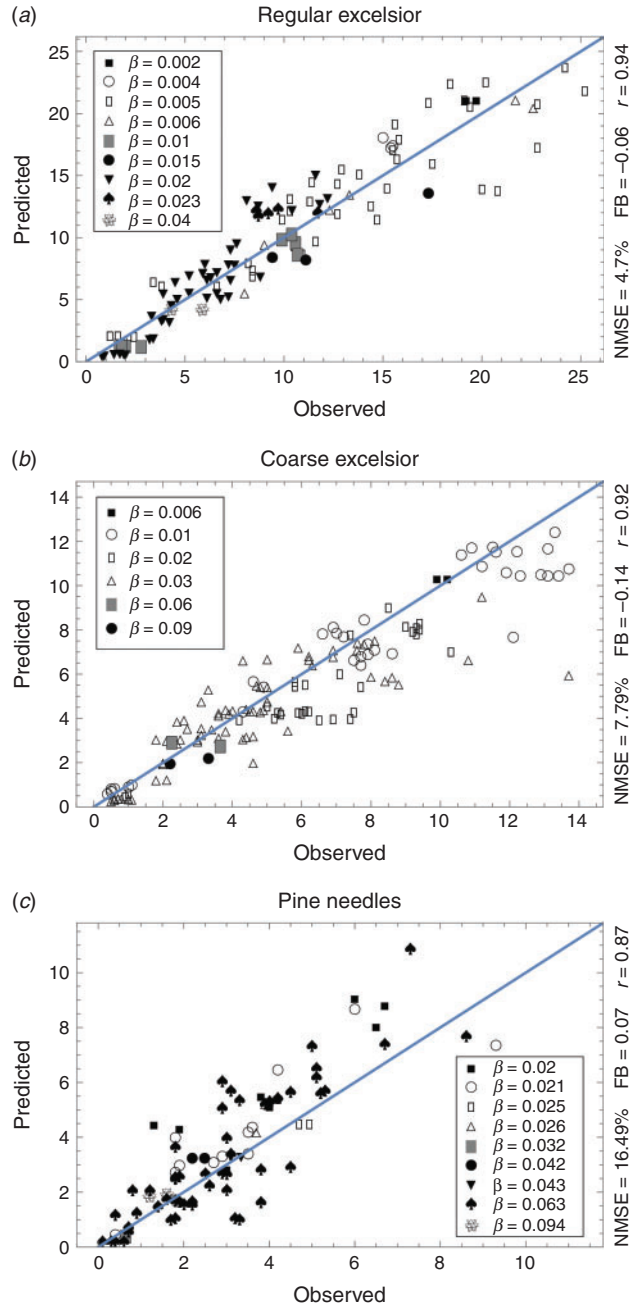 (a) Regular excelsior
25
20
15
10
5
0
Predicted
β = 0.002
β = 0.004
β = 0.005
β = 0.006
β = 0.01
β = 0.015
β = 0.02
β = 0.023
β = 0.04
0 5 10 15 20 25
Observed
NMSE = 4.7% FB = −0.06 r = 0.94
(b) Coarse excelsior
14
12
10
8
6
4
2
0
Predicted
β = 0.006
β = 0.01
β = 0.02
β = 0.03
β = 0.06
β = 0.09
0 2 4 6 8 10 12 14
Observed
NMSE = 7.79% FB = −0.14 r = 0.92
(c) Pine needles
10
8
6
4
2
0
Predicted
β = 0.02
β = 0.021
β = 0.025
β = 0.026
β = 0.032
β = 0.042
β = 0.043
β = 0.063
β = 0.094
0 2 4 6 8 10
Observed
NMSE = 16.49% FB = 0.07 r = 0.87